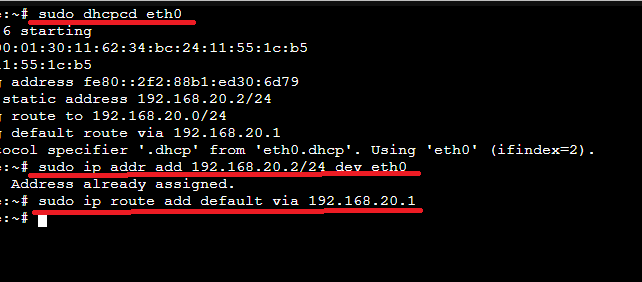 e:~# sudo dhcpcd eth0
6 starting
00:01:30:11:62:34:bc:24:11:55:1c:b5
11:55:1c:b5
g address fe80::2f2:88b1:ed30:6d79
static address 192.168.20.2/24
g route to 192.168.20.0/24
g default route via 192.168.20.1
tocol specifier '.dhcp' from 'eth0.dhcp'. Using 'eth0' (ifindex=2).
e:~# sudo ip addr add 192.168.20.2/24 dev eth0
Address already assigned.
e:~# sudo ip route add default via 192.168.20.1
e:~#